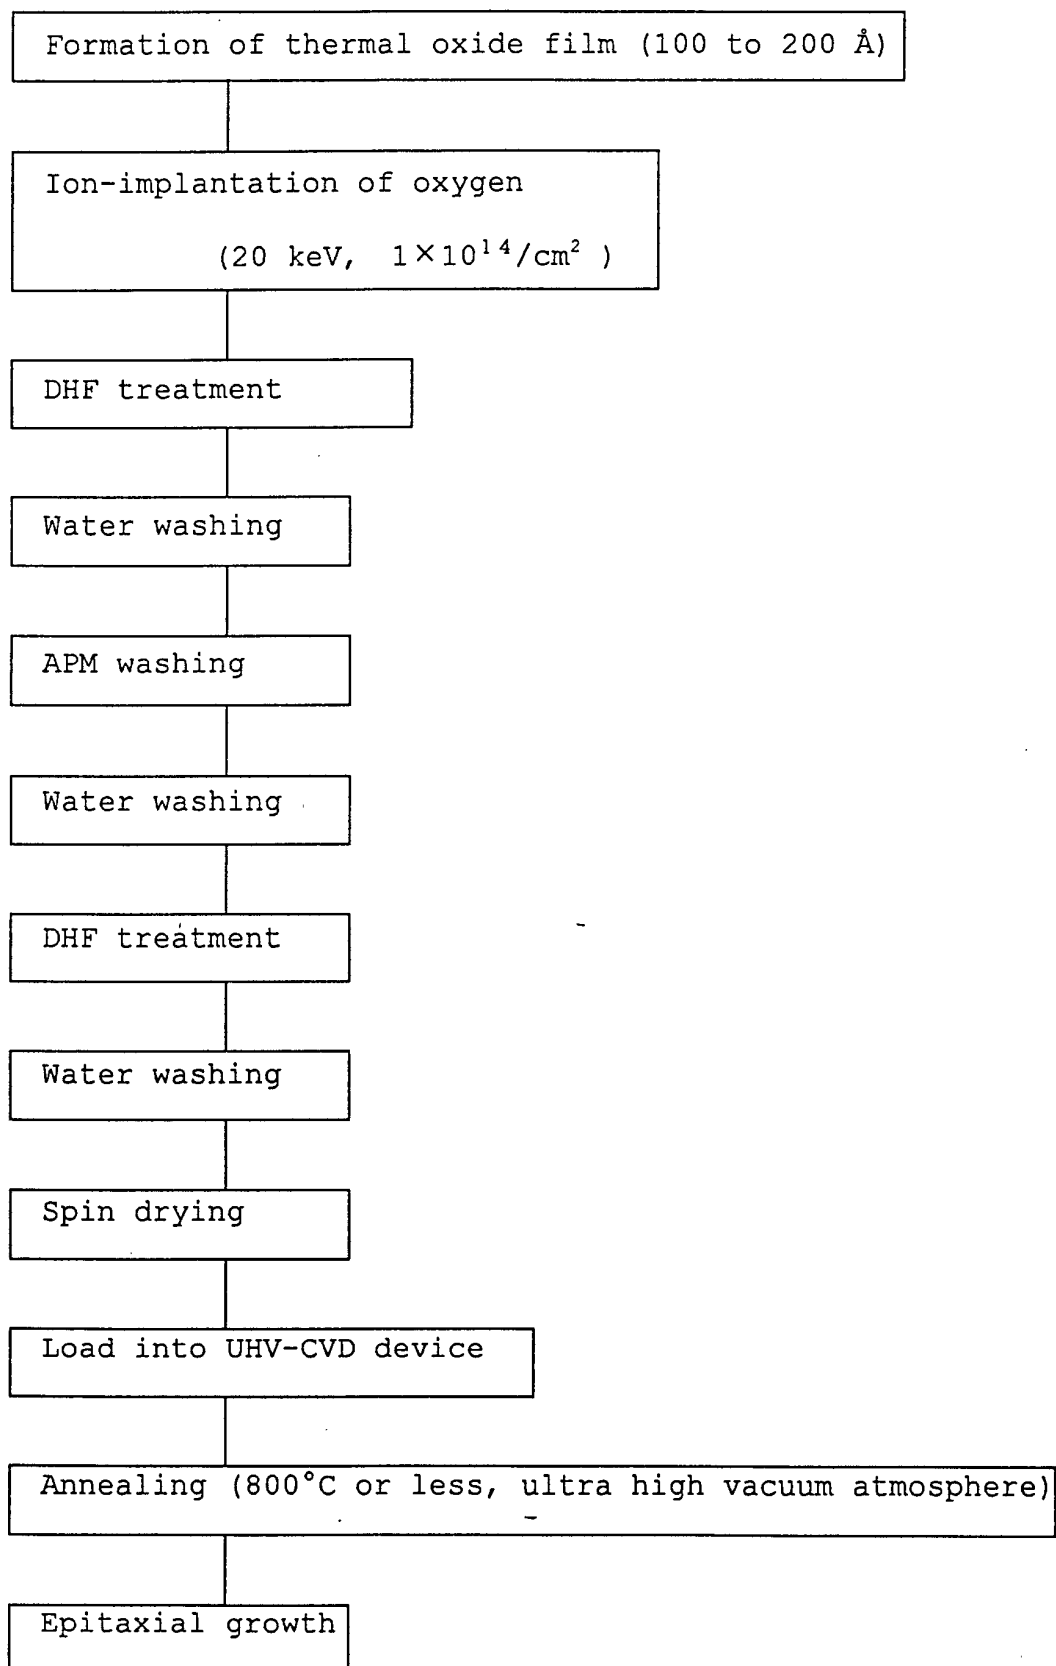 Formation of thermal oxide film (100 to 200 Å)
Ion-implantation of oxygen
(20 keV, 1×10¹⁴/cm² )
DHF treatment
Water washing
APM washing
Water washing
DHF treatment
Water washing
Spin drying
Load into UHV-CVD device
Annealing (800°C or less, ultra high vacuum atmosphere)
Epitaxial growth